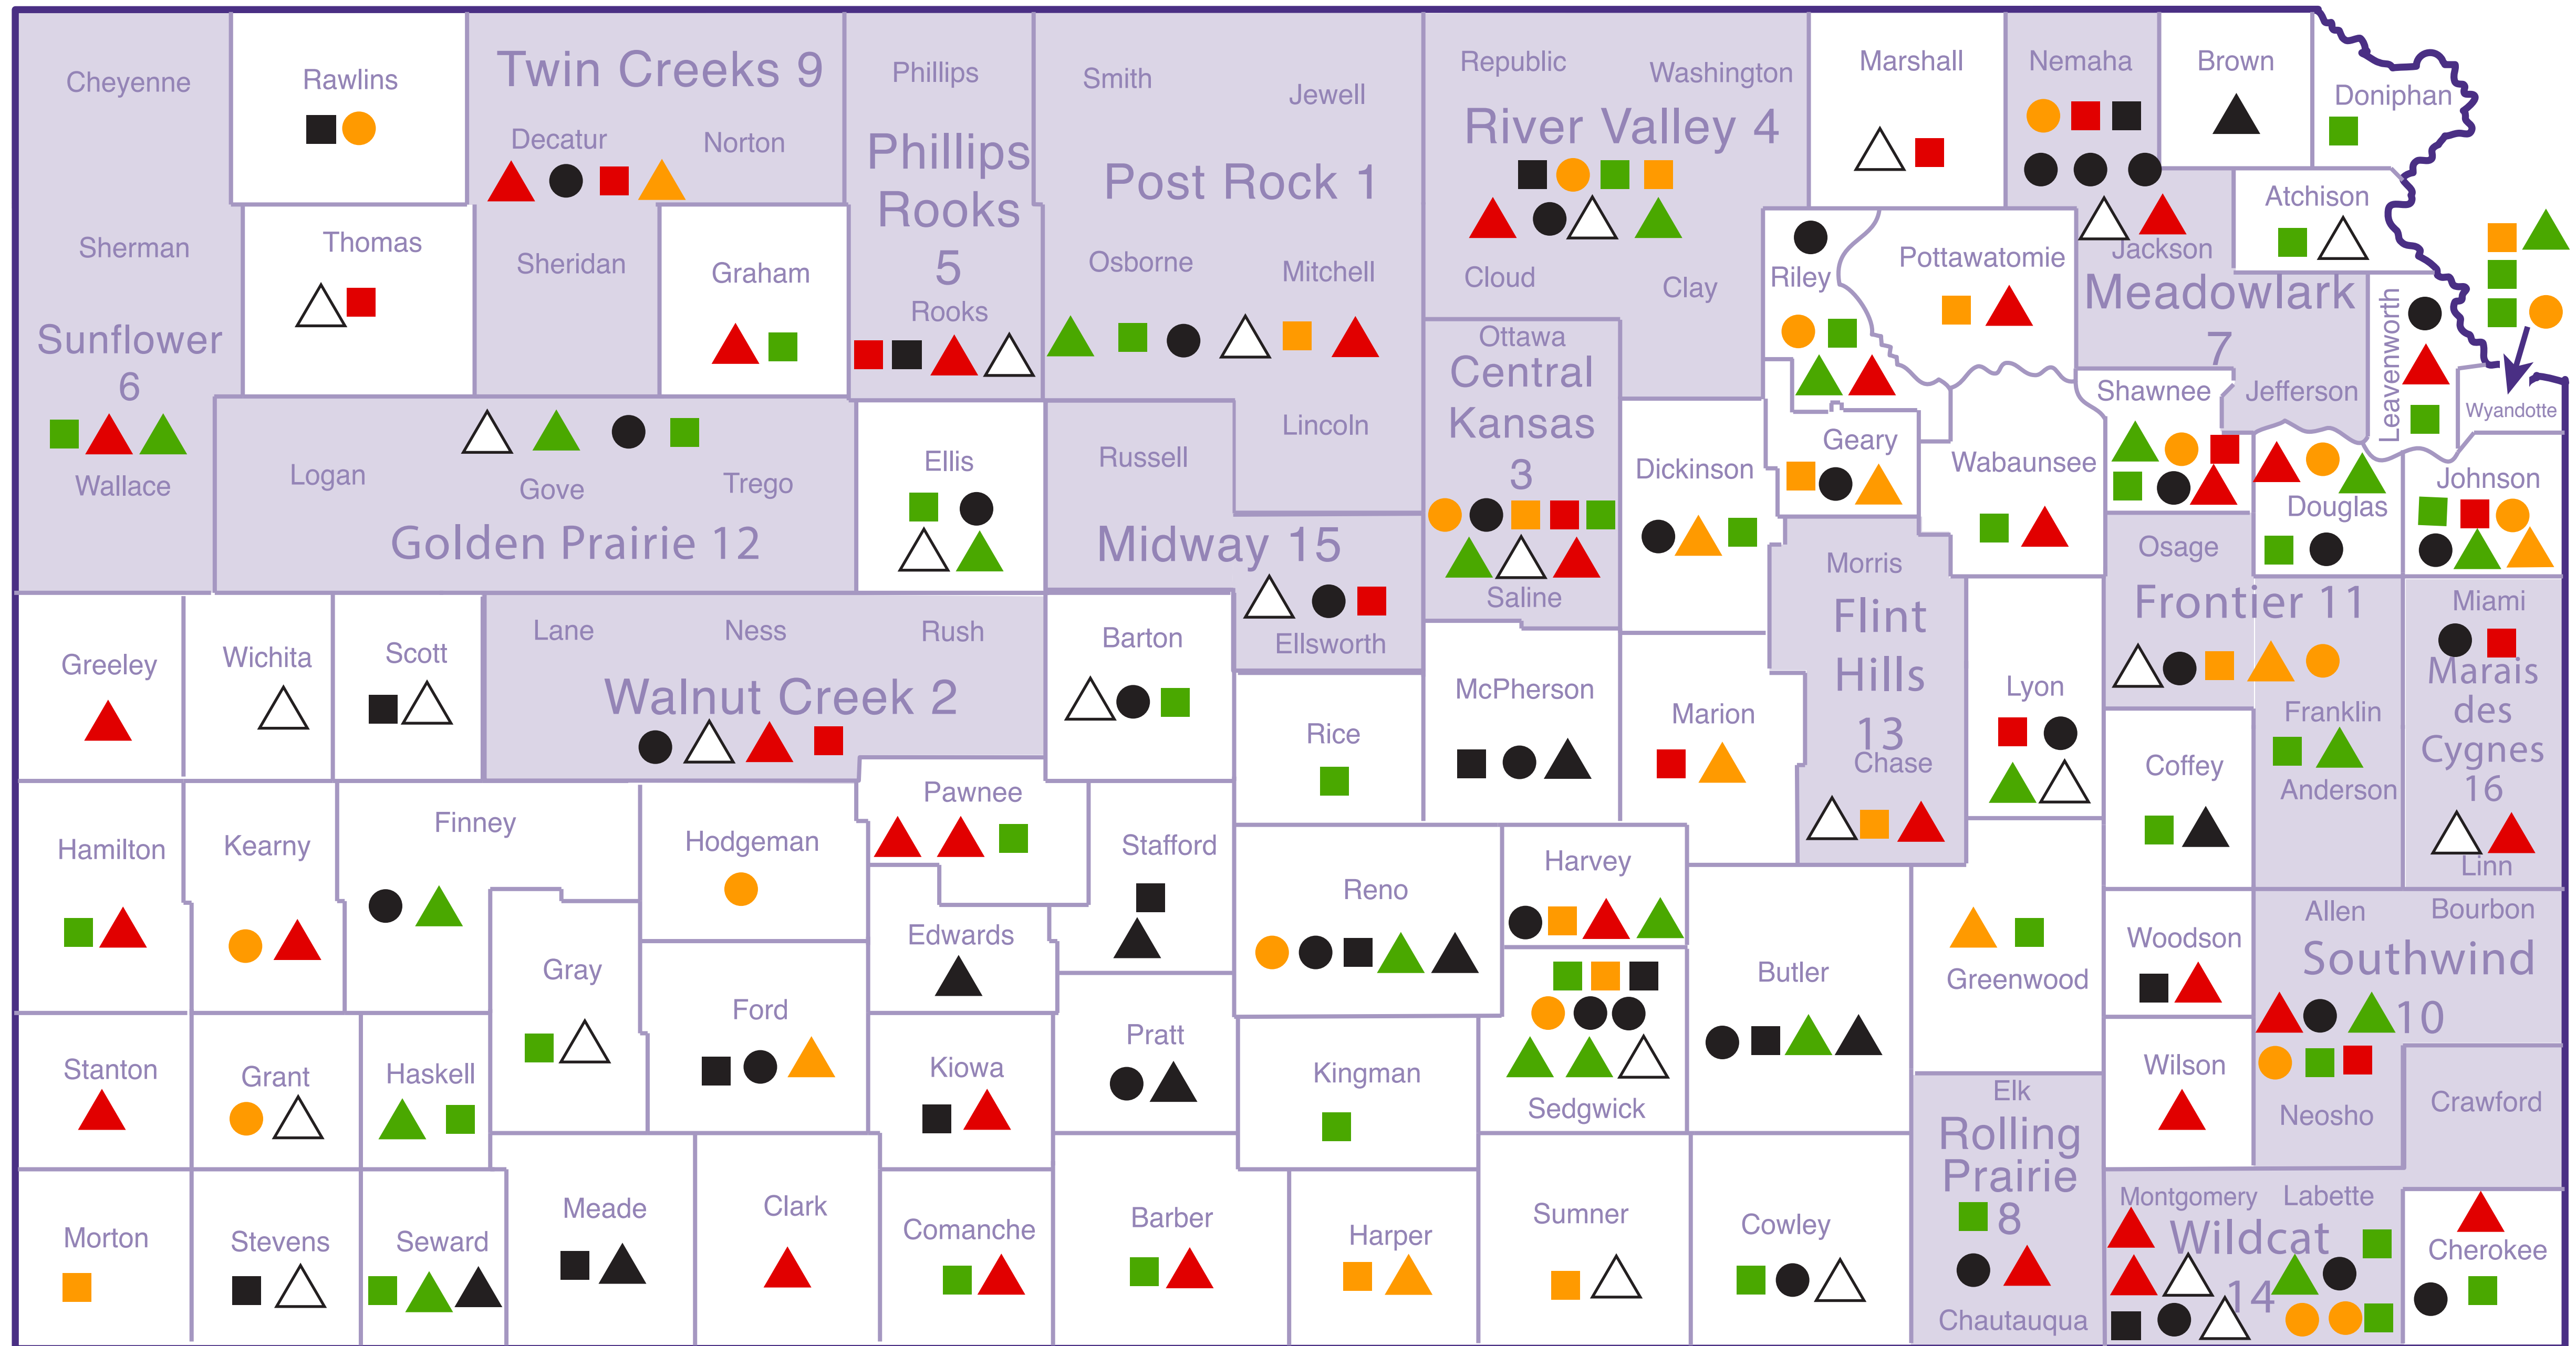 Cheyenne
Rawlins
Twin Creeks 9
Decatur
Norton
Phillips
Smith
Jewell
Republic
Washington
Marshall
Nemaha
Brown
Doniphan
Phillips
Rooks
5
Rooks
Post Rock 1
River Valley 4
Sherman
Thomas
Sheridan
Graham
Osborne
Mitchell
Cloud
Clay
Riley
Pottawatomie
Jackson
Atchison
Meadowlark
7
Jefferson
Leavenworth
Wyandotte
Sunflower
6
Wallace
Logan
Gove
Trego
Golden Prairie 12
Ellis
Russell
Lincoln
Midway 15
Ellsworth
Ottawa
Central
Kansas
3
Saline
Dickinson
Geary
Wabaunsee
Shawnee
Douglas
Johnson
Morris
Flint
Hills
13
Chase
Osage
Frontier 11
Franklin
Anderson
Miami
Marais
des
Cygnes
16
Linn
Greeley
Wichita
Scott
Lane
Ness
Rush
Walnut Creek 2
Barton
Rice
McPherson
Marion
Lyon
Coffey
Hamilton
Kearny
Finney
Hodgeman
Pawnee
Stafford
Reno
Harvey
Butler
Greenwood
Woodson
Allen
Bourbon
Southwind
10
Neosho
Crawford
Gray
Ford
Edwards
Kiowa
Pratt
Kingman
Sedgwick
Wilson
Stanton
Grant
Haskell
Elk
Rolling
Prairie
8
Chautauqua
Montgomery
Labette
Wildcat
14
Cherokee
Morton
Stevens
Seward
Meade
Clark
Comanche
Barber
Harper
Sumner
Cowley